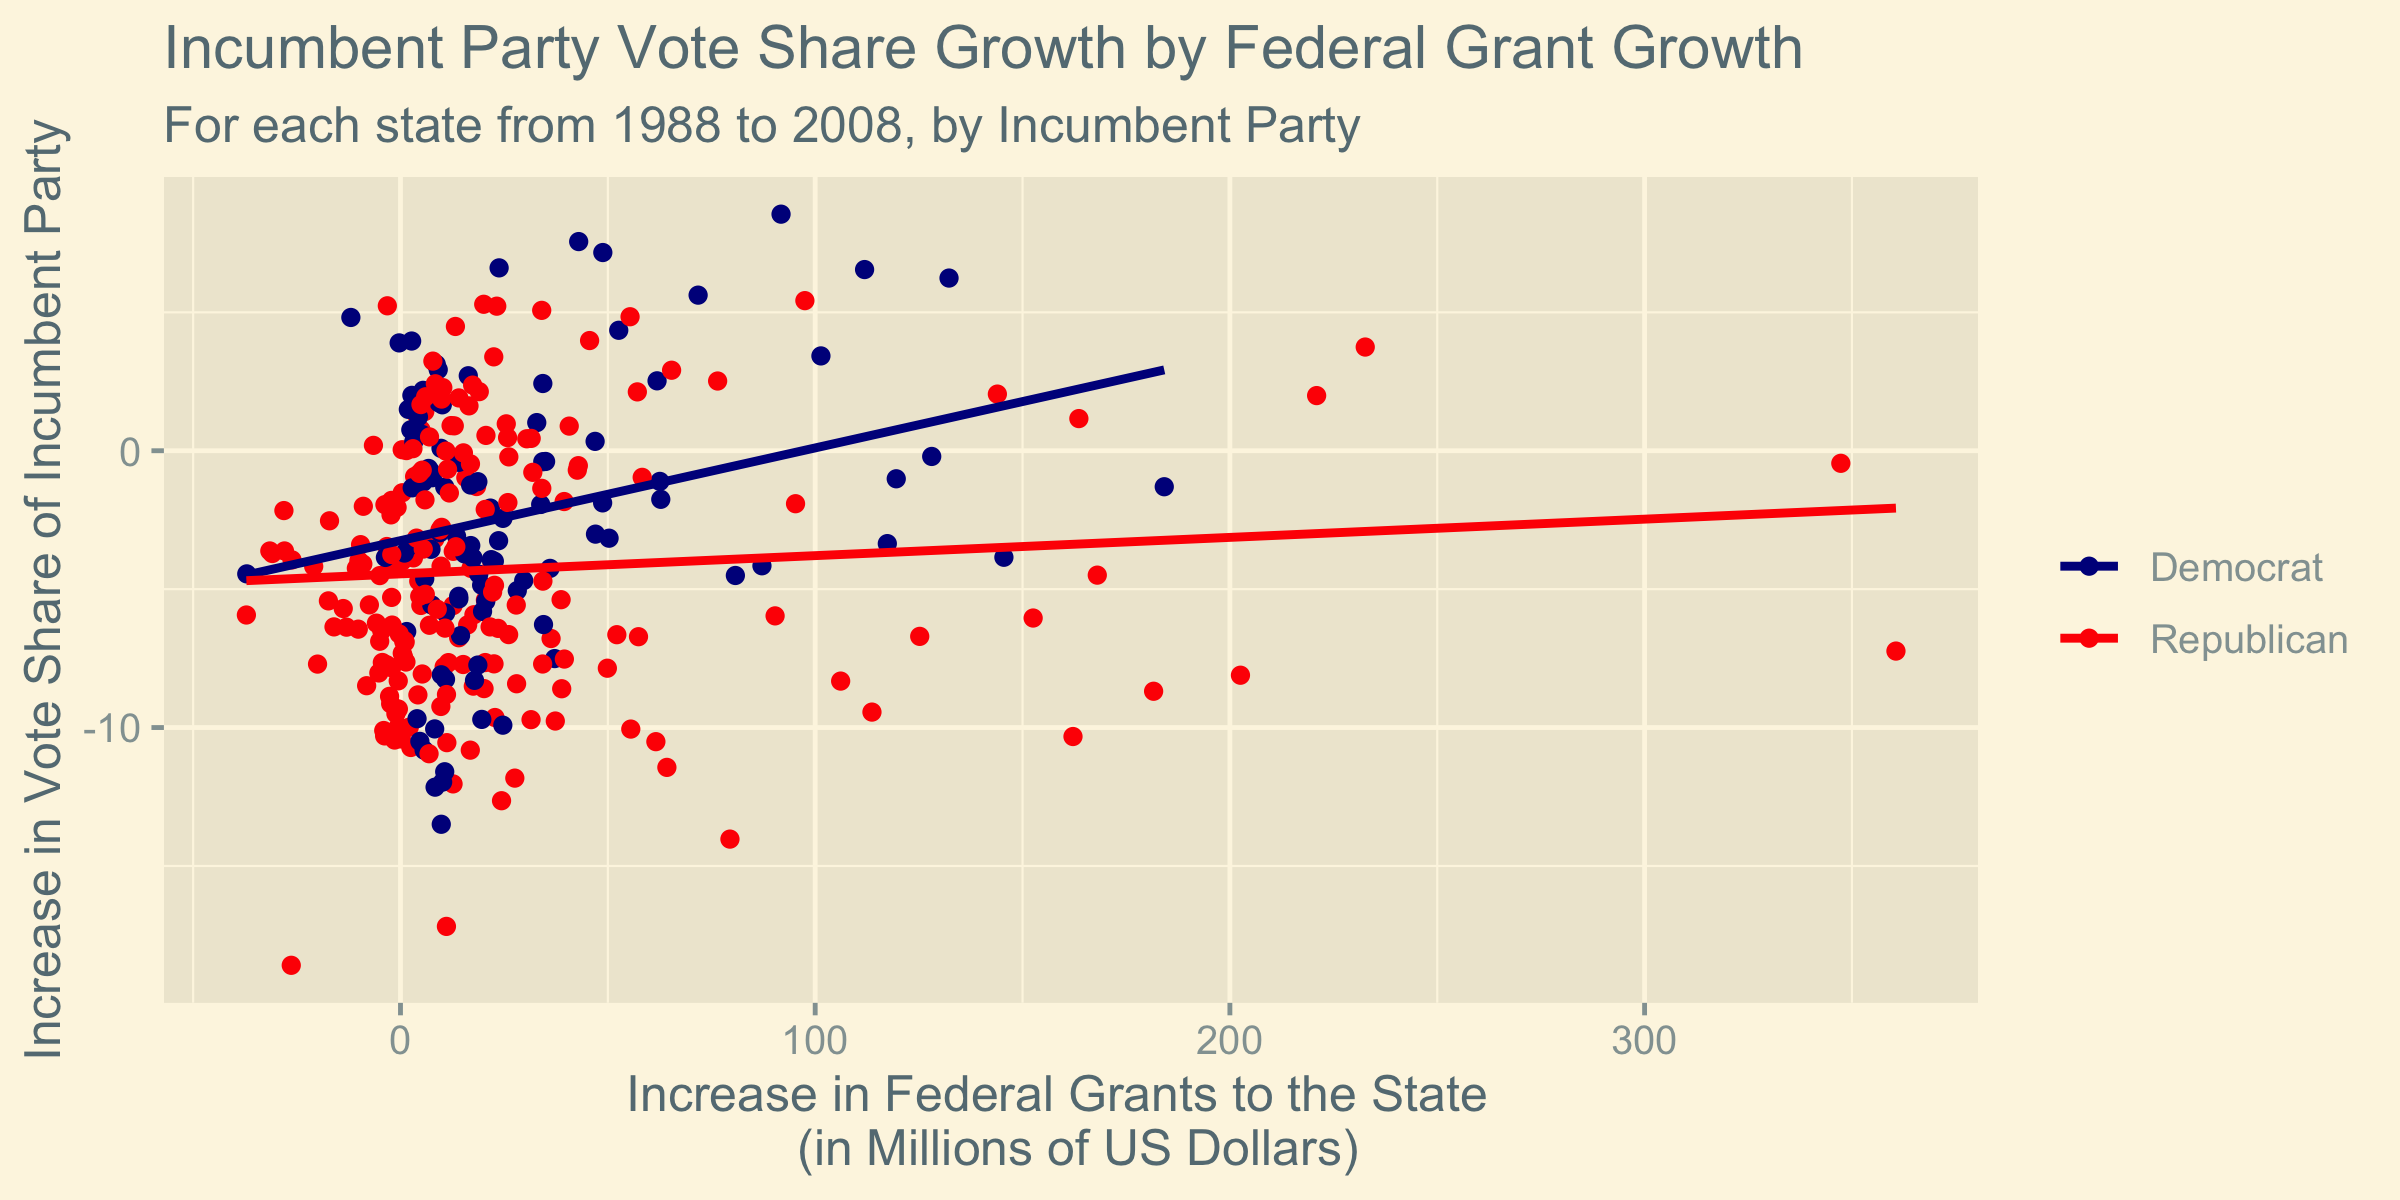 Incumbent Party Vote Share Growth by Federal Grant Growth
For each state from 1988 to 2008, by Incumbent Party
Increase in Vote Share of Incumbent Party
0
-10
0
100
200
300
Increase in Federal Grants to the State
(in Millions of US Dollars)
Democrat
Republican